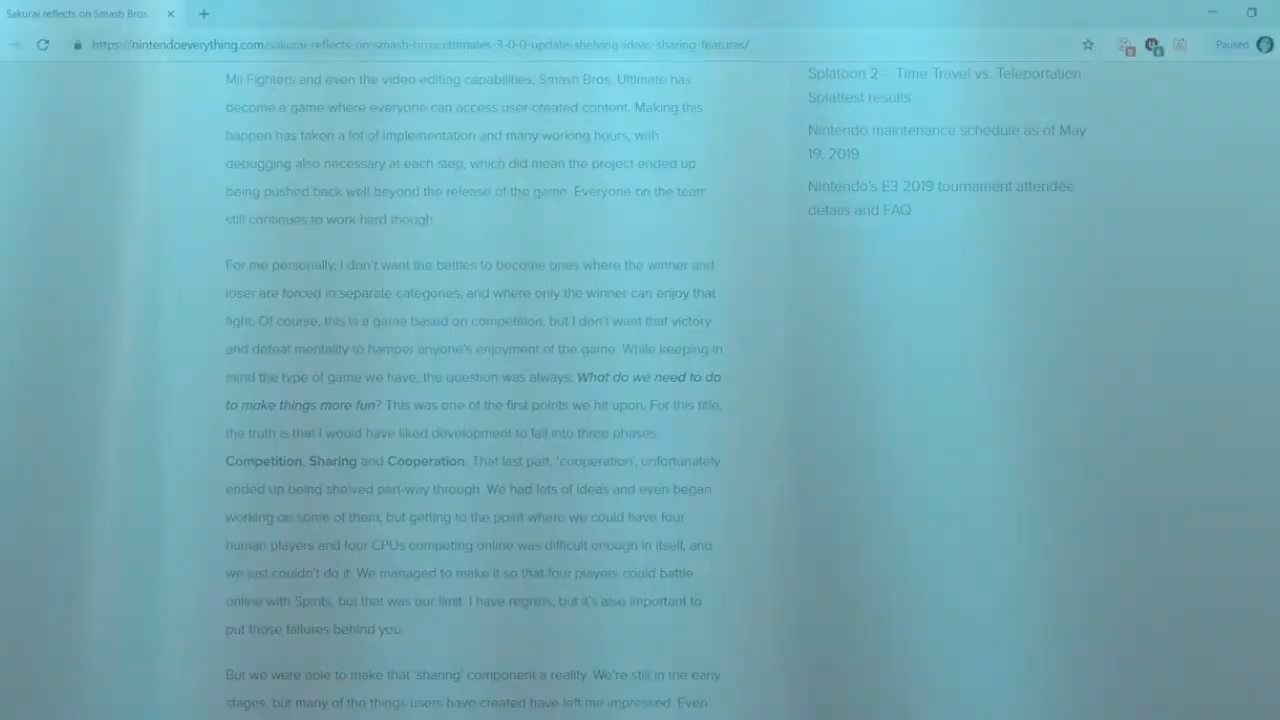 Sakurai reflects on Smash Bros.
https://nintendoeverything.com/sakurai-reflects-on-smash-bros-ultimates-3-0-0-update-shelving-ideas-sharing-features/
Paused
Mii Fighters and even the video editing capabilities, Smash Bros. Ultimate has
become a game where everyone can access user-created content. Making this
happen has taken a lot of implementation and many working hours, with
debugging also necessary at each step, which did mean the project ended up
being pushed back well beyond the release of the game. Everyone on the team
still continues to work hard though.
For me personally, I don't want the battles to become ones where the winner and
loser are forced in separate categories, and where only the winner can enjoy that
fight. Of course, this is a game based on competition, but I don't want that victory
and defeat mentality to hamper anyone's enjoyment of the game. While keeping in
mind the type of game we have, the question was always: What do we need to do
to make things more fun? This was one of the first points we hit upon. For this title,
the truth is that I would have liked development to fall into three phases:
Competition, Sharing and Cooperation. That last part, 'cooperation', unfortunately
ended up being shelved part-way through. We had lots of ideas and even began
working on some of them, but getting to the point where we could have four
human players and four CPUs competing online was difficult enough in itself, and
we just couldn't do it. We managed to make it so that four players could battle
online with Spirits, but that was our limit. I have regrets, but it's also important to
put those failures behind you.
But we were able to make that 'sharing' component a reality. We're still in the early
stages, but many of the things users have created have left me impressed. Even
Splatoon 2 – Time Travel vs. Teleportation
Splatfest results
Nintendo maintenance schedule as of May
19, 2019
Nintendo's E3 2019 tournament attendee
details and FAQ